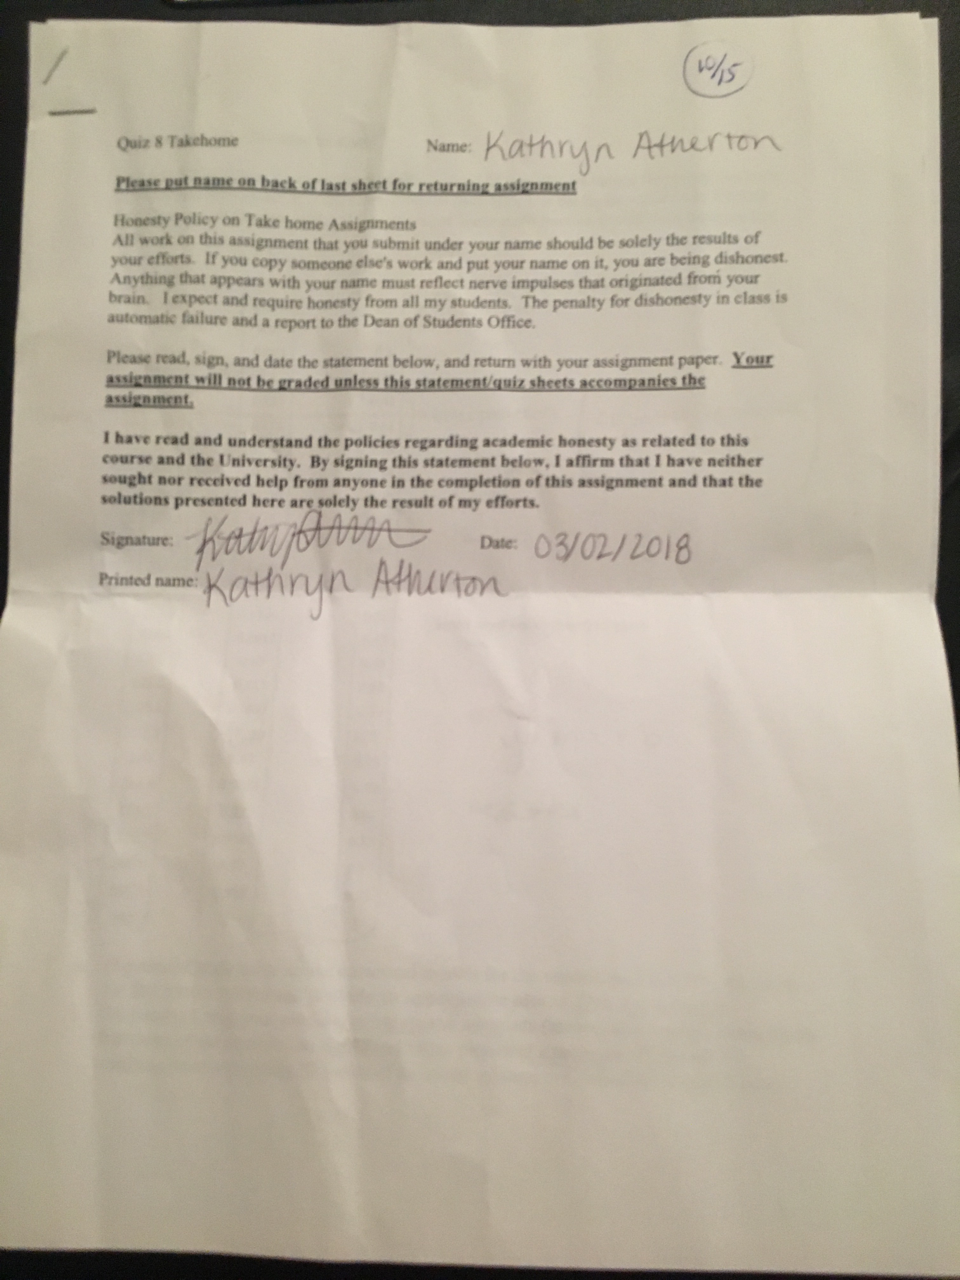 10/15
Quiz 8 Takehome Name: Kathryn Atherton
Please put name on back of last sheet for returning assignment
Honesty Policy on Take home Assignments
All work on this assignment that you submit under your name should be solely the results of
your efforts. If you copy someone else's work and put your name on it, you are being dishonest.
Anything that appears with your name must reflect nerve impulses that originated from your
brain. I expect and require honesty from all my students. The penalty for dishonesty in class is
automatic failure and a report to the Dean of Students Office.
Please read, sign, and date the statement below, and return with your assignment paper. Your
assignment will not be graded unless this statement/quiz sheets accompanies the
assignment.
I have read and understand the policies regarding academic honesty as related to this
course and the University. By signing this statement below, I affirm that I have neither
sought nor received help from anyone in the completion of this assignment and that the
solutions presented here are solely the result of my efforts.
Signature: Date: 03/02/2018
Printed name: Kathryn Atherton